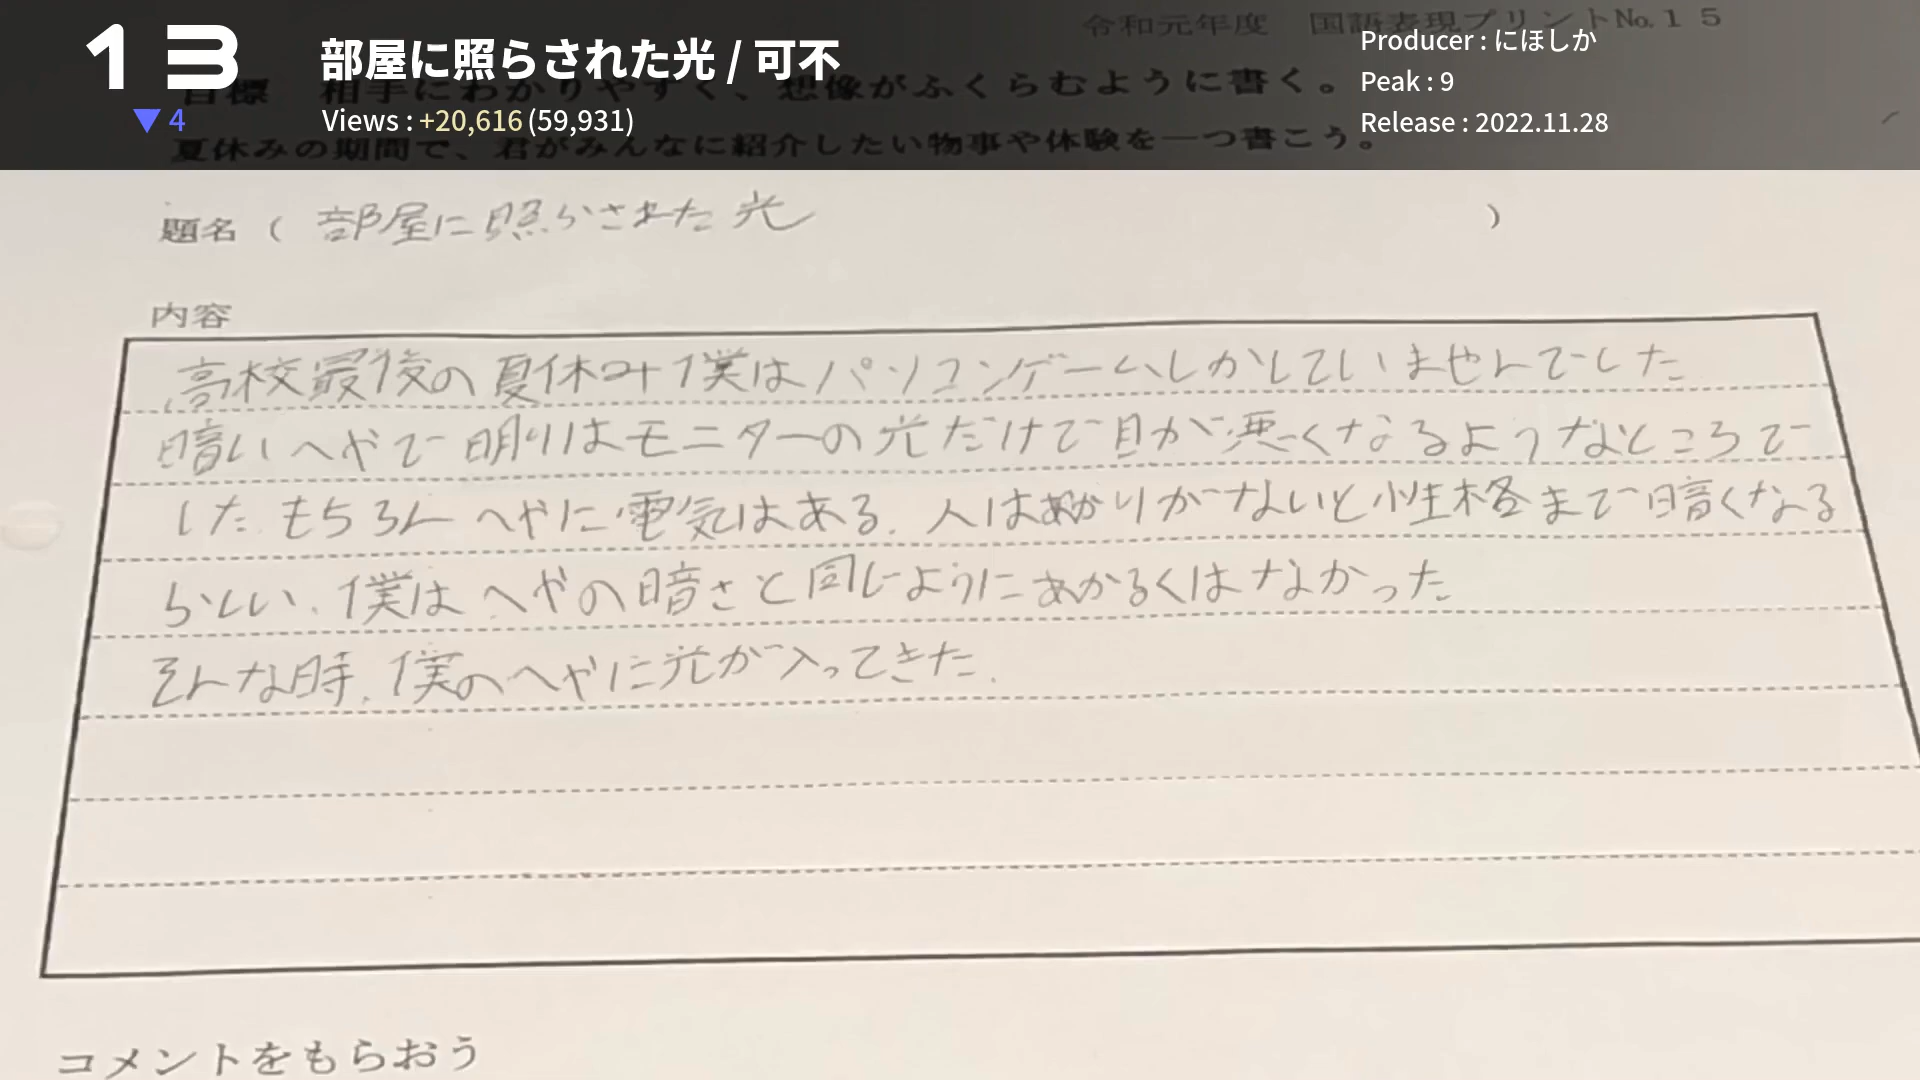 13
▼4
部屋に照らされた光 / 可不
Views : +20,616 (59,931)
Producer : にほしか
Peak : 9
Release : 2022.11.28
令和元年度 国語表現プリントNo.15
目標 相手にわかりやすく、想像がふくらむように書く。
夏休みの期間で、君がみんなに紹介したい物事や体験を一つ書こう。
題名( 部屋に照らされた光 )
内容
高校最後の夏休み僕はパソコンゲームしかしていませんでした
暗いへやで明りはモニターの光だけで目が悪くなるようなところで
した.もちろんへやに電気はある.人はあかりがないと性格まで暗くなる
らしい、僕はへやの暗さと同じようにあかるくはなかった
そんな時、僕のへやに光が入ってきた.
コメントをもらおう